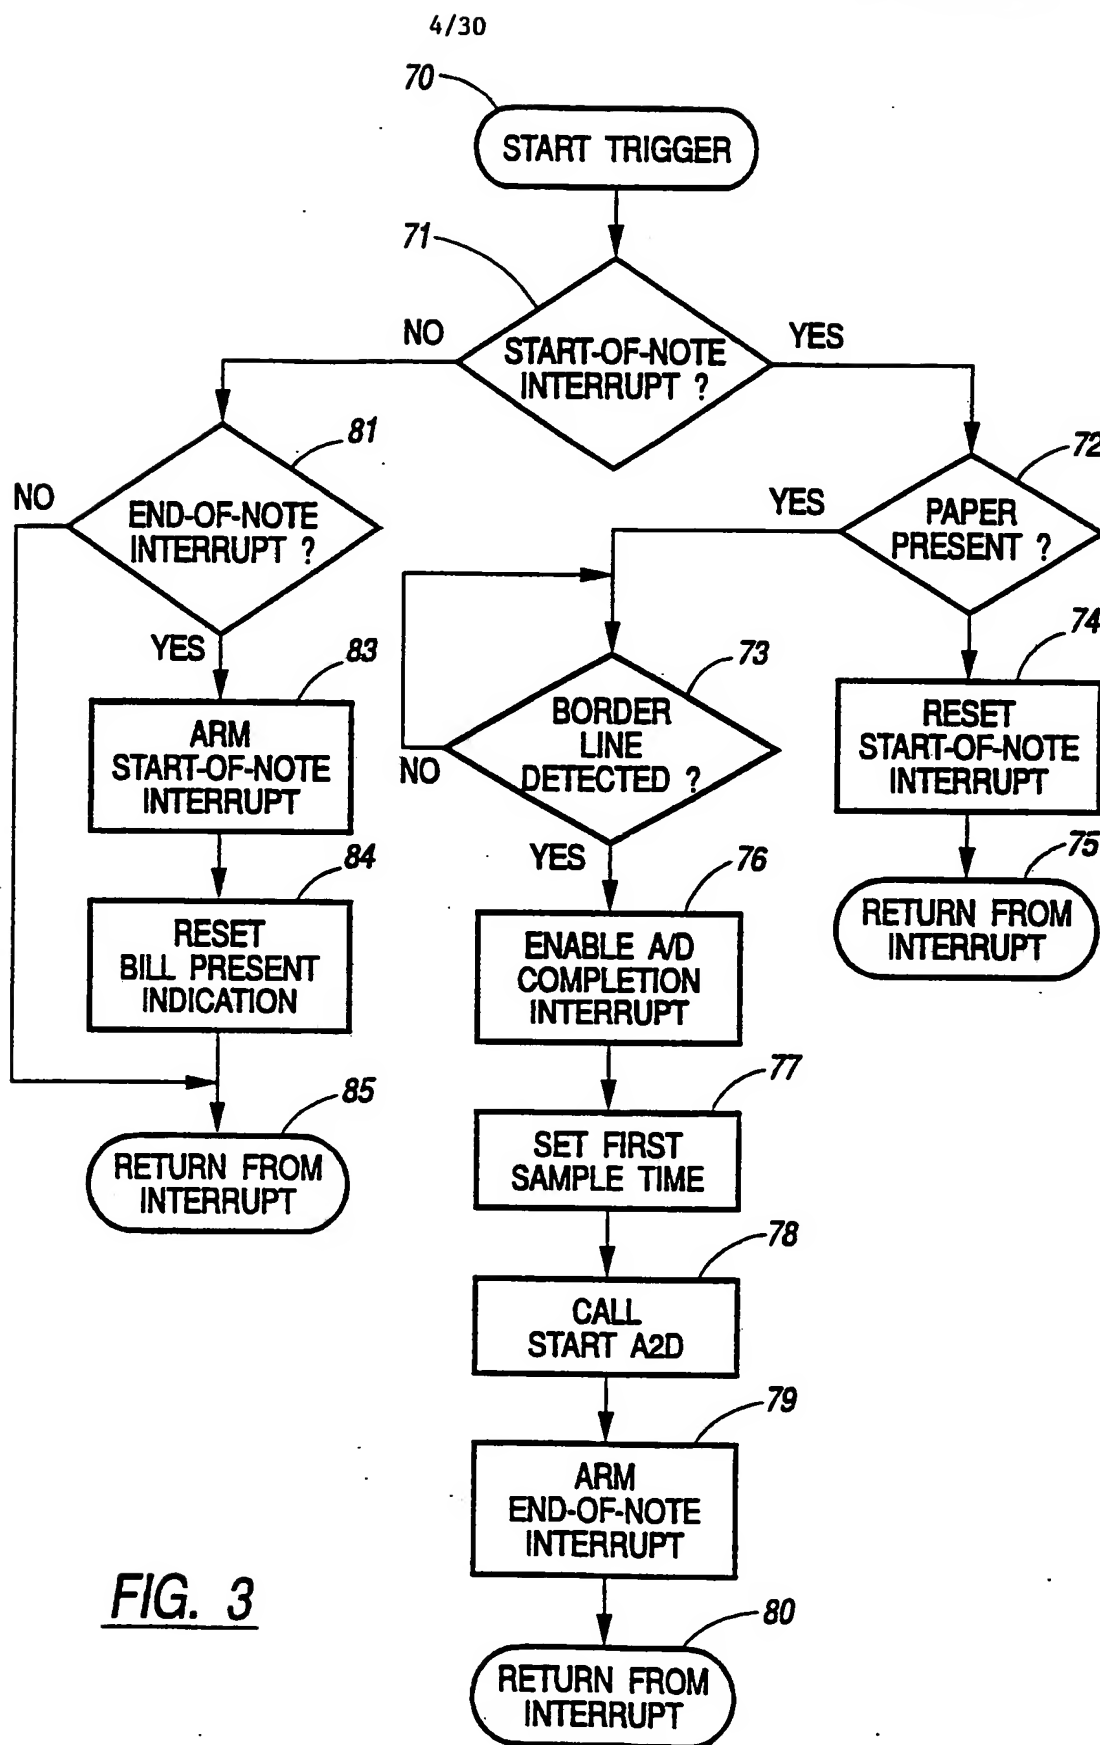 4/30
70
START TRIGGER
71
NO
YES
START-OF-NOTE
INTERRUPT ?
81
72
NO
END-OF-NOTE
INTERRUPT ?
YES
PAPER
PRESENT ?
YES
83
73
74
ARM
START-OF-NOTE
INTERRUPT
BORDER
LINE
DETECTED ?
NO
RESET
START-OF-NOTE
INTERRUPT
YES
84
76
75
RESET
BILL PRESENT
INDICATION
ENABLE A/D
COMPLETION
INTERRUPT
RETURN FROM
INTERRUPT
85
77
RETURN FROM
INTERRUPT
SET FIRST
SAMPLE TIME
78
CALL
START A2D
79
ARM
END-OF-NOTE
INTERRUPT
FIG. 3
80
RETURN FROM
INTERRUPT